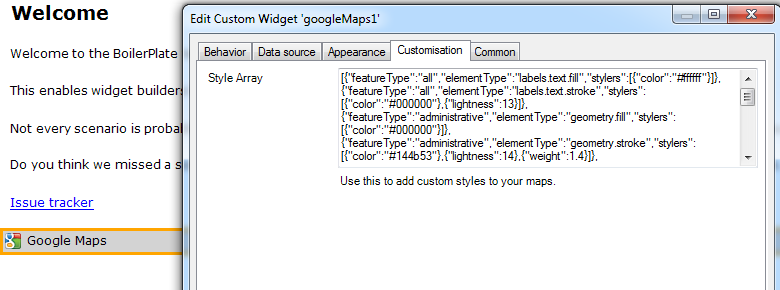 Welcome
Welcome to the BoilerPlate
This enables widget builders
Not every scenario is probal
Do you think we missed a s
Issue tracker
Google Maps
Edit Custom Widget 'googleMaps1'
Behavior
Data source
Appearance
Customisation
Common
Style Array
[{"featureType":"all","elementType":"labels.text.fill","stylers":[{"color":"#ffffff"}]},
{"featureType":"all","elementType":"labels.text.stroke","stylers":
[{"color":"#000000"},{"lightness":13}]},
{"featureType":"administrative","elementType":"geometry.fill","stylers":
[{"color":"#000000"}]},
{"featureType":"administrative","elementType":"geometry.stroke","stylers":
[{"color":"#144b53"},{"lightness":14},{"weight":1.4}]},
Use this to add custom styles to your maps.